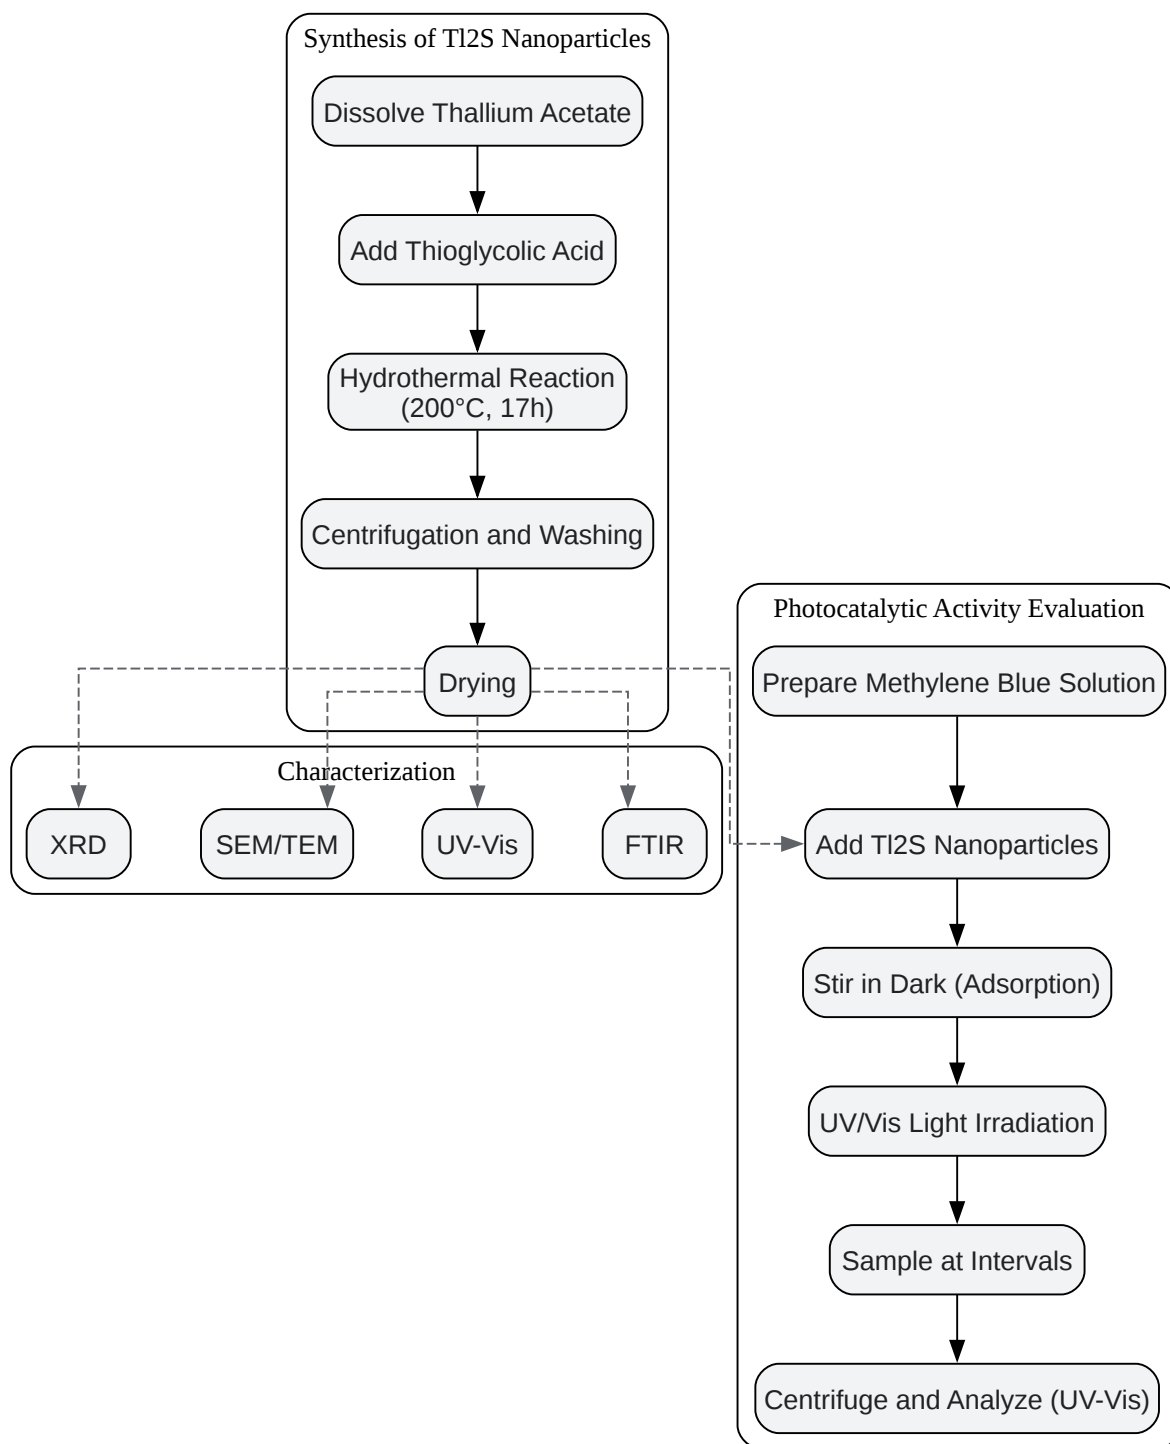 Synthesis of Tl2S Nanoparticles
Dissolve Thallium Acetate
Add Thioglycolic Acid
Hydrothermal Reaction
(200°C, 17h)
Centrifugation and Washing
Drying
Characterization
XRD
SEM/TEM
UV-Vis
FTIR
Photocatalytic Activity Evaluation
Prepare Methylene Blue Solution
Add Tl2S Nanoparticles
Stir in Dark (Adsorption)
UV/Vis Light Irradiation
Sample at Intervals
Centrifuge and Analyze (UV-Vis)